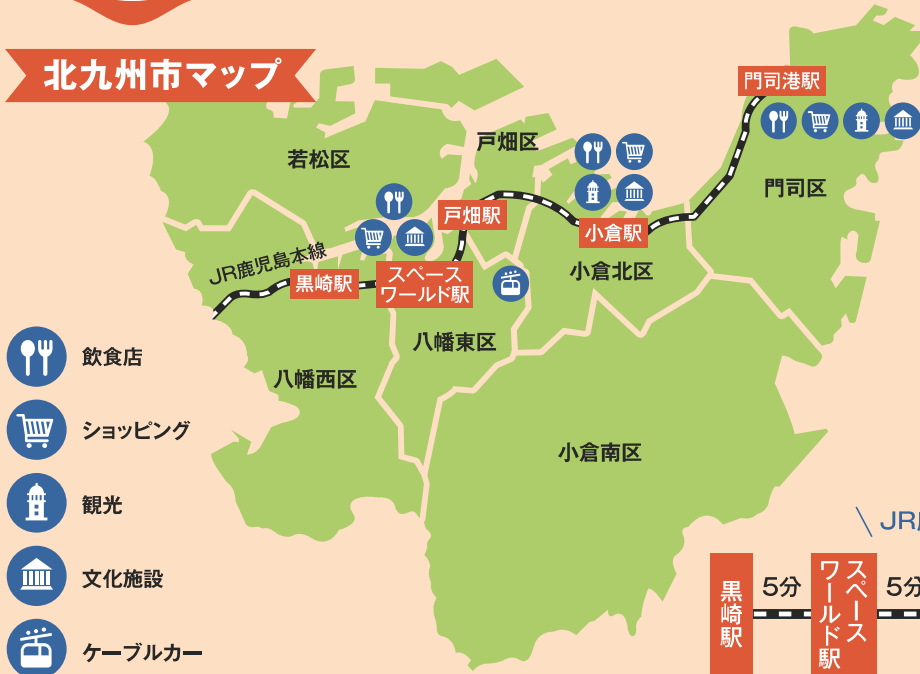 北九州市マップ
門司港駅
戸畑区
若松区
門司区
戸畑駅
小倉駅
JR鹿児島本線
小倉北区
黒崎駅
スペース
ワールド駅
八幡東区
八幡西区
小倉南区
飲食店
ショッピング
観光
文化施設
ケーブルカー
JR
黒崎駅
5分
スペース
ワールド駅
5分